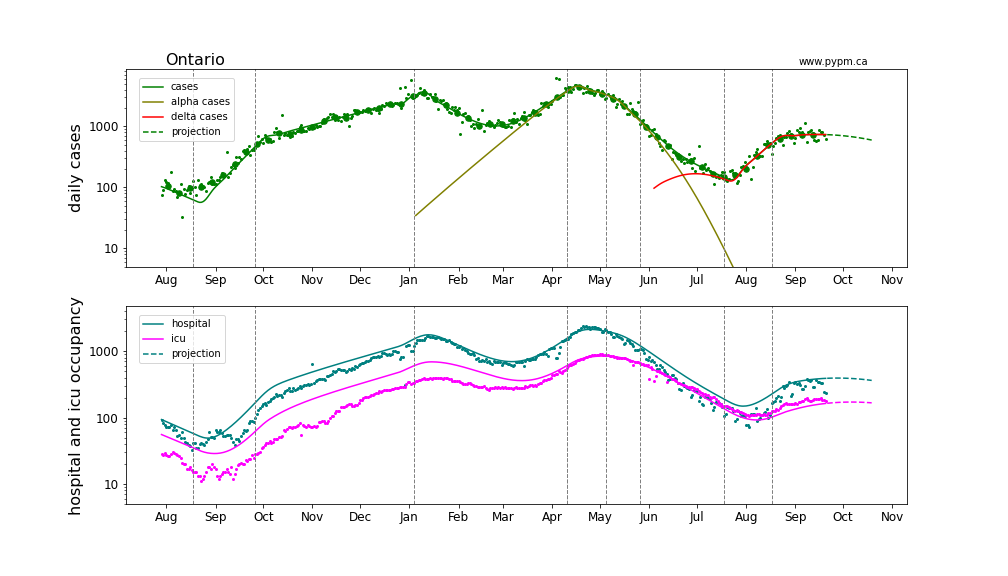 Ontario
www.pypm.ca
daily cases
1000
100
10
cases
alpha cases
delta cases
projection
Aug Sep Oct Nov Dec Jan Feb Mar Apr May Jun Jul Aug Sep Oct Nov
hospital and icu occupancy
1000
100
10
hospital
icu
projection
Aug Sep Oct Nov Dec Jan Feb Mar Apr May Jun Jul Aug Sep Oct Nov